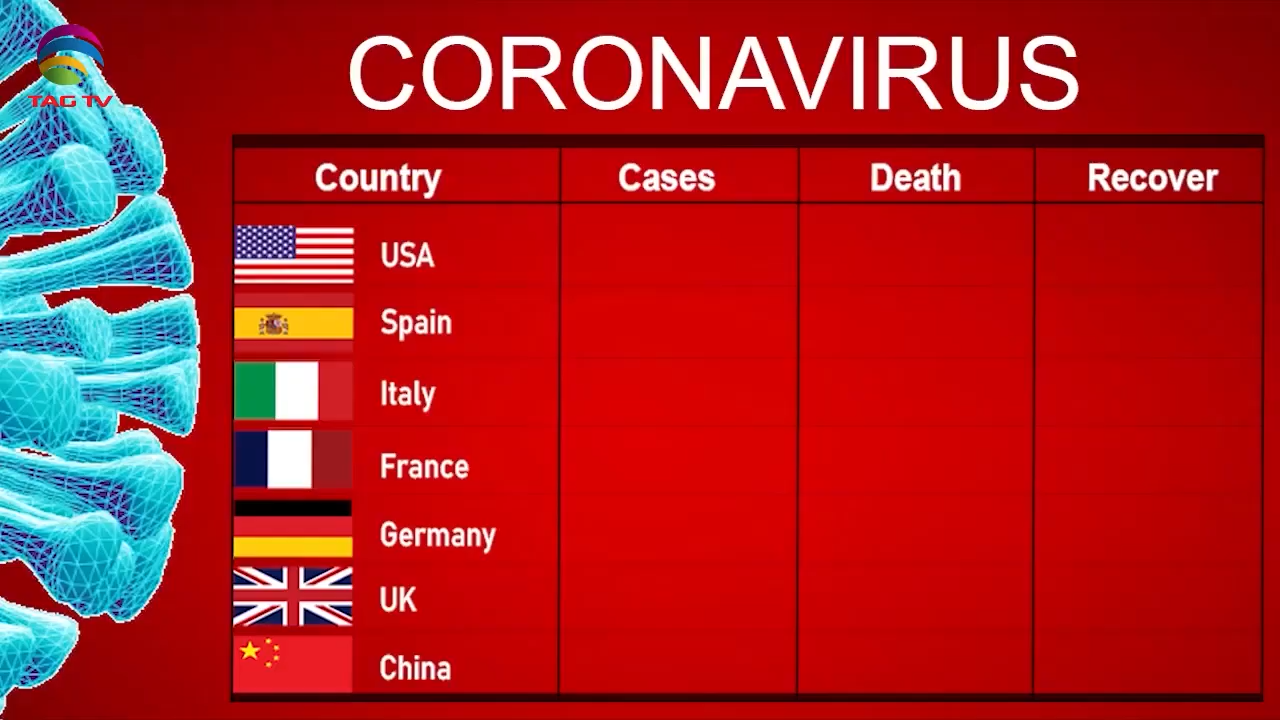 TAG TV
CORONAVIRUS
Country Cases Death Recover
USA
Spain
Italy
France
Germany
UK
China